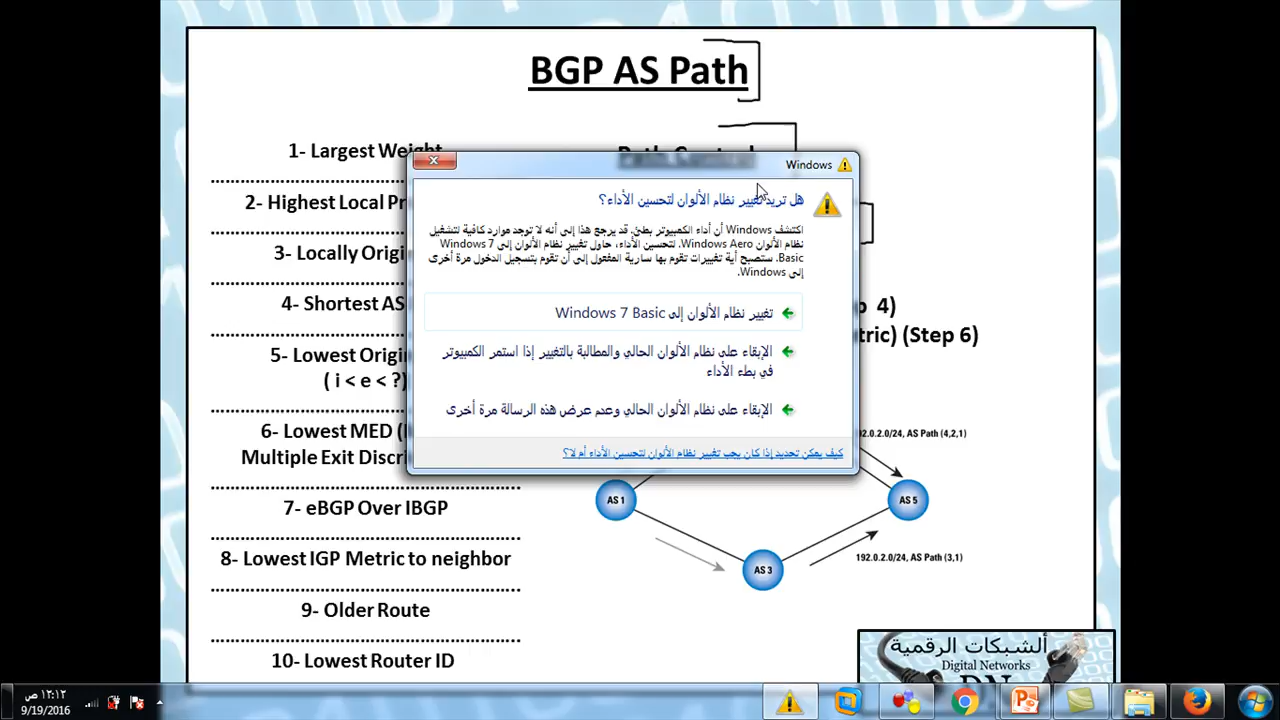 BGP AS Path
1- Largest Weight
2- Highest Local Pr
3- Locally Origi
4- Shortest AS
5- Lowest Origi
( i < e < ?)
6- Lowest MED (
Multiple Exit Discr
7- eBGP Over IBGP
8- Lowest IGP Metric to neighbor
9- Older Route
10- Lowest Router ID
Path Control
4)
tric) (Step 6)
Windows
هل تريد تغيير نظام الألوان لتحسين الأداء؟
اكتشف Windows أن أداء الكمبيوتر بطئ. قد يرجع هذا إلى أنه لا توجد موارد كافية لتشغيل
نظام الألوان Windows Aero. لتحسين الأداء، حاول تغيير نظام الألوان إلى Windows 7
Basic. ستصبح أية تغييرات تقوم بها سارية المفعول إلى أن تقوم بتسجيل الدخول مرة أخرى
إلى Windows.
تغيير نظام الألوان إلى Windows 7 Basic
الإبقاء على نظام الألوان الحالي والمطالبة بالتغيير إذا استمر الكمبيوتر
في بطء الأداء
الإبقاء على نظام الألوان الحالي وعدم عرض هذه الرسالة مرة أخرى
كيف يمكن تحديد إذا كان يجب تغيير نظام الألوان لتحسين الأداء أم لا؟
02.0.2.0/24, AS Path (4,2,1)
AS 1
AS 5
AS 3
192.0.2.0/24, AS Path (3,1)
ألشبكات الرقمية
Digital Networks
DN
١٢:١٢ ص
9/19/2016